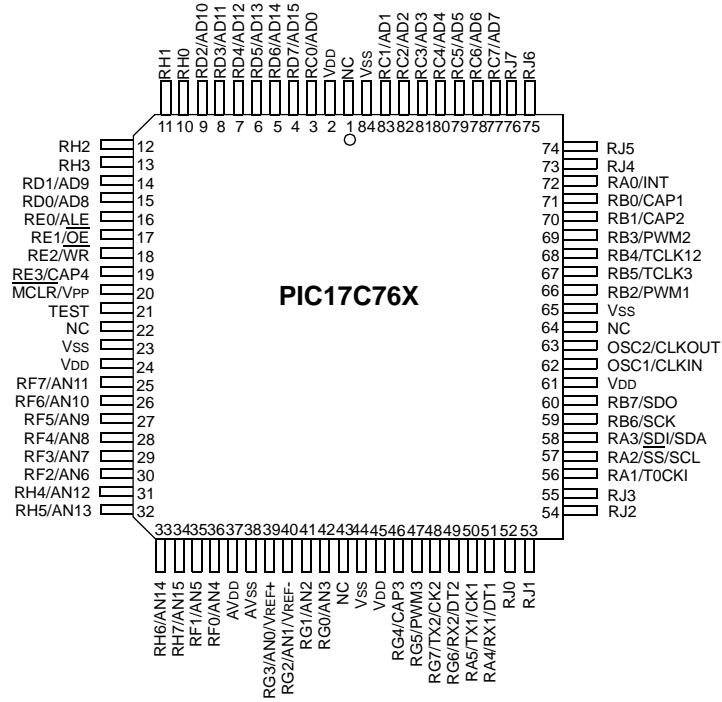 RH1
RH0
RD2/AD10
RD3/AD11
RD4/AD12
RD5/AD13
RD6/AD14
RD7/AD15
RC0/AD0
VDD
NC
VSS
RC1/AD1
RC2/AD2
RC3/AD3
RC4/AD4
RC5/AD5
RC6/AD6
RC7/AD7
RJ7
RJ6
11 10 9 8 7 6 5 4 3 2 1 84 83 82 81 80 79 78 77 76 75
RH2 12
RH3 13
RD1/AD9 14
RD0/AD8 15
RE0/ALE 16
RE1/OE 17
RE2/WR 18
RE3/CAP4 19
MCLR/VPP 20
TEST 21
NC 22
VSS 23
VDD 24
RF7/AN11 25
RF6/AN10 26
RF5/AN9 27
RF4/AN8 28
RF3/AN7 29
RF2/AN6 30
RH4/AN12 31
RH5/AN13 32
PIC17C76X
74 RJ5
73 RJ4
72 RA0/INT
71 RB0/CAP1
70 RB1/CAP2
69 RB3/PWM2
68 RB4/TCLK12
67 RB5/TCLK3
66 RB2/PWM1
65 VSS
64 NC
63 OSC2/CLKOUT
62 OSC1/CLKIN
61 VDD
60 RB7/SDO
59 RB6/SCK
58 RA3/SDI/SDA
57 RA2/SS/SCL
56 RA1/T0CKI
55 RJ3
54 RJ2
33 34 35 36 37 38 39 40 41 42 43 44 45 46 47 48 49 50 51 52 53
RH6/AN14
RH7/AN15
RF1/AN5
RF0/AN4
AVDD
AVSS
RG3/AN0/VREF+
RG2/AN1/VREF-
RG1/AN2
RG0/AN3
NC
VSS
VDD
RG4/CAP3
RG5/PWM3
RG7/TX2/CK2
RG6/RX2/DT2
RA5/TX1/CK1
RA4/RX1/DT1
RJ0
RJ1